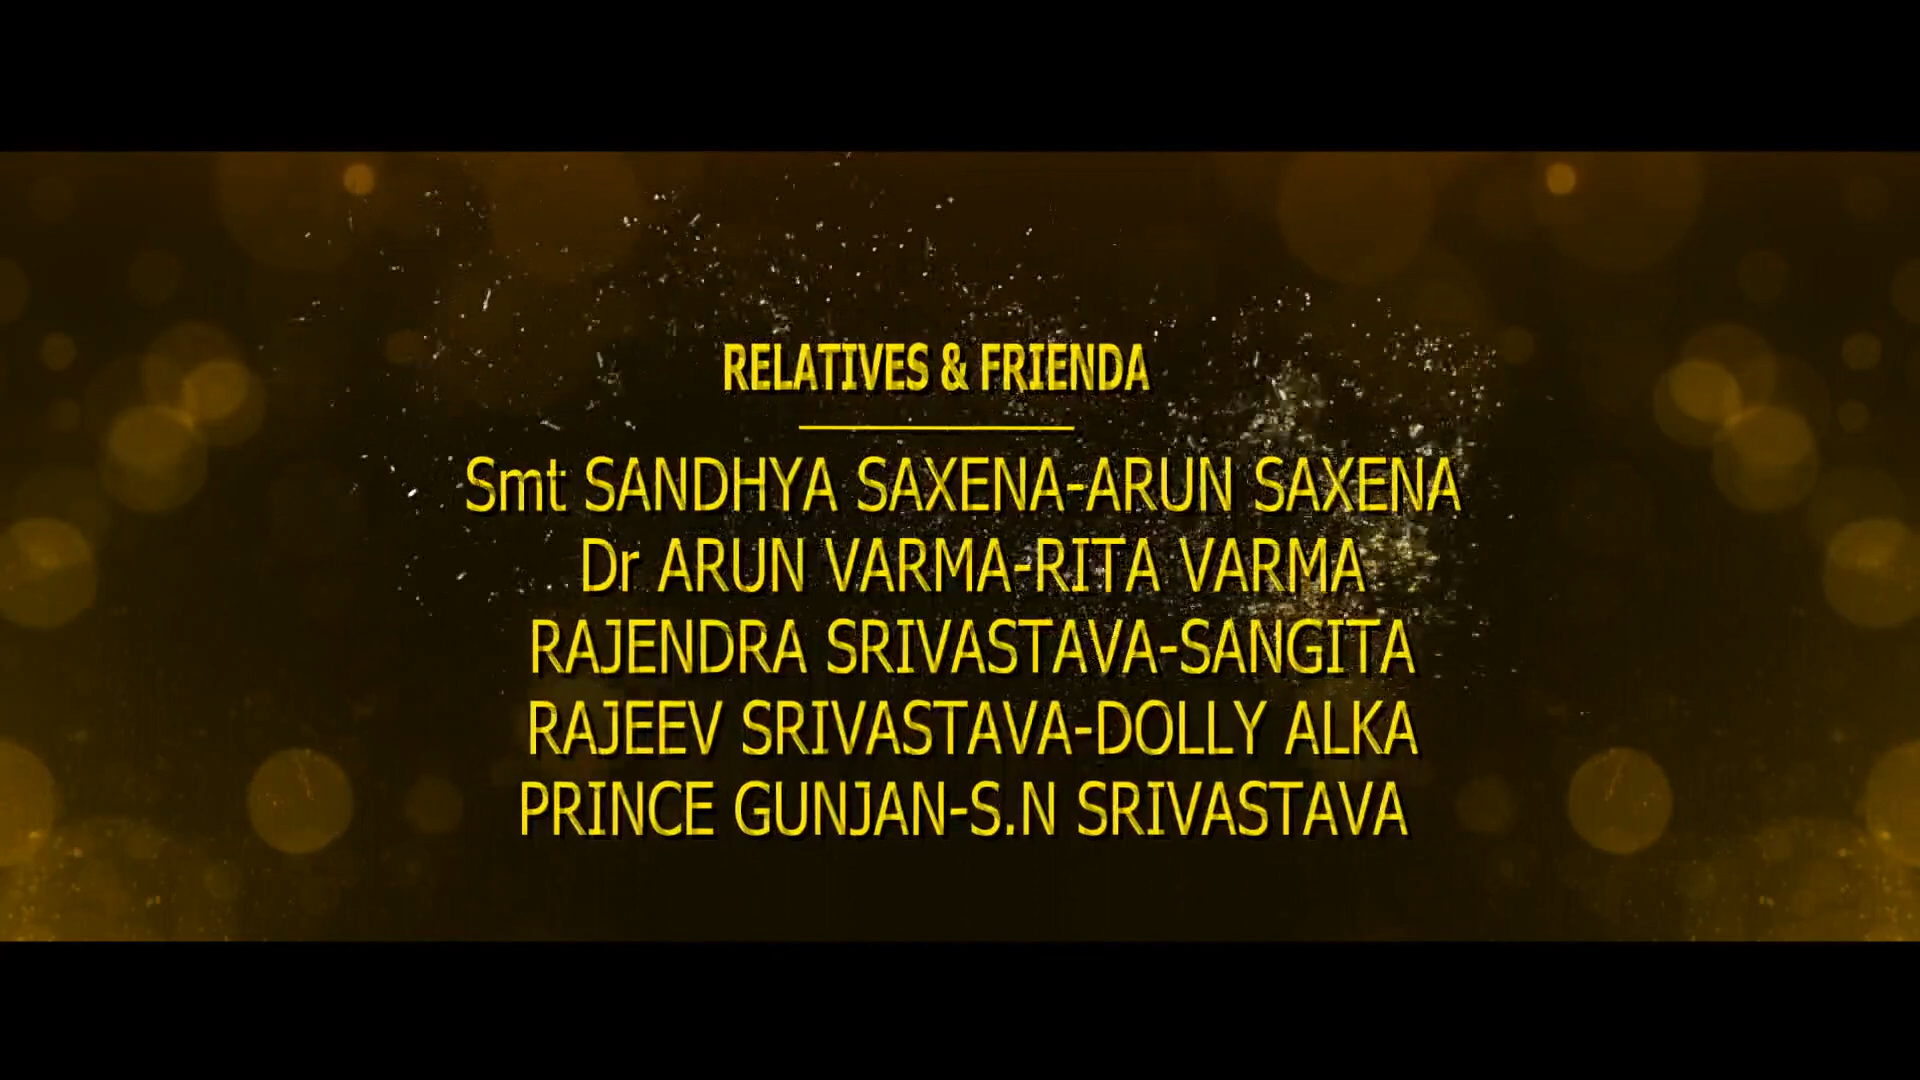 RELATIVES & FRIENDA
Smt SANDHYA SAXENA-ARUN SAXENA
Dr ARUN VARMA-RITA VARMA
RAJENDRA SRIVASTAVA-SANGITA
RAJEEV SRIVASTAVA-DOLLY ALKA
PRINCE GUNJAN-S.N SRIVASTAVA